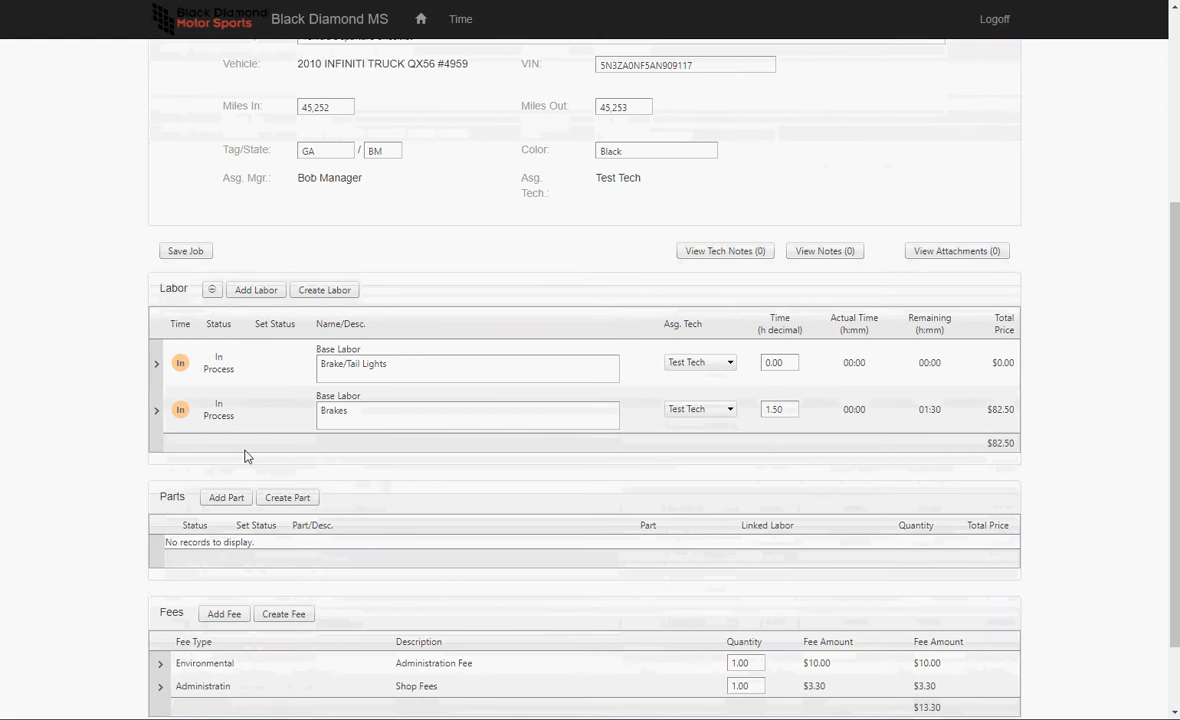 Black Diamond Motor Sports Black Diamond MS Time Logoff
Vehicle: 2010 INFINITI TRUCK QX56 #4959 VIN: 5N3ZA0NF5AN909117
Miles In: 45,252 Miles Out: 45,253
Tag/State: GA / BM Color: Black
Asg. Mgr.: Bob Manager Asg. Tech.: Test Tech
Save Job View Tech Notes (0) View Notes (0) View Attachments (0)
Labor Add Labor Create Labor
Time Status Set Status Name/Desc. Asg. Tech Time (h decimal) Actual Time (h:mm) Remaining (h:mm) Total Price
Base Labor
In In Process Brake/Tail Lights Test Tech 0.00 00:00 00:00 $0.00
Base Labor
In In Process Brakes Test Tech 1.50 00:00 01:30 $82.50
$82.50
Parts Add Part Create Part
Status Set Status Part/Desc. Part Linked Labor Quantity Total Price
No records to display.
Fees Add Fee Create Fee
Fee Type Description Quantity Fee Amount Fee Amount
Environmental Administration Fee 1.00 $10.00 $10.00
Administratin Shop Fees 1.00 $3.30 $3.30
$13.30